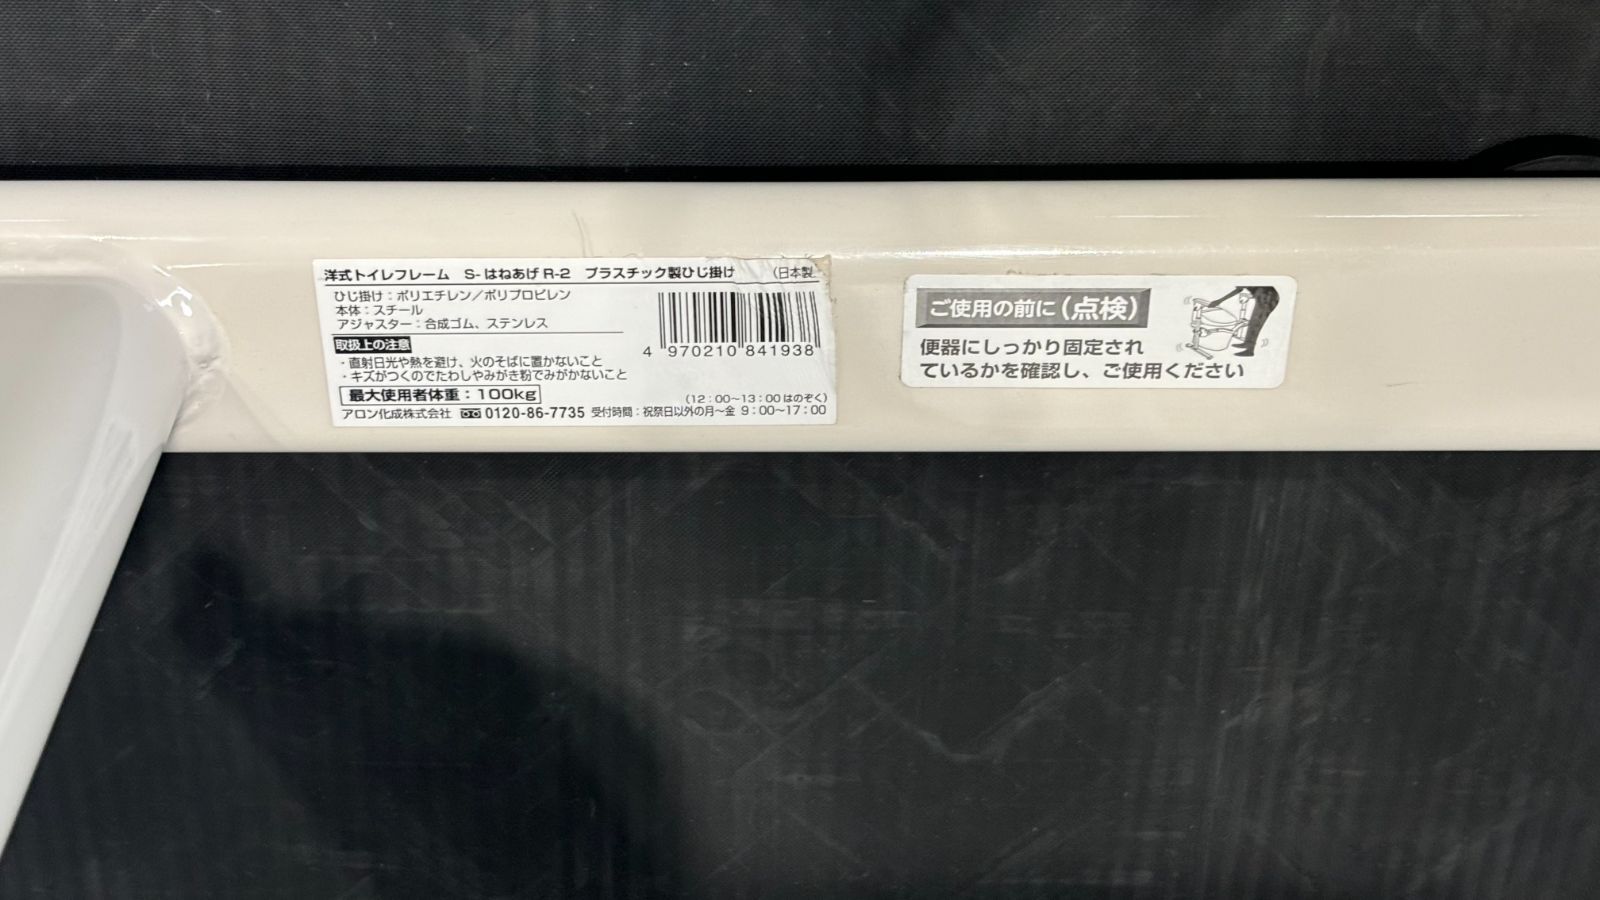 洋式トイレフレーム S-はねあげR-2 プラスチック製ひじ掛け (日本製
ひじ掛け：ポリエチレン／ポリプロピレン
本体：スチール
アジャスター：合成ゴム、ステンレス
取扱上の注意
・直射日光や熱を避け、火のそばに置かないこと
・キズがつくのでたわしやみがき粉でみがかないこと
4 970210 841938
最大使用者体重：100kg
(12：00〜13：00はのぞく)
アロン化成株式会社 0120-86-7735 受付時間：祝祭日以外の月〜金 9：00〜17：00
ご使用の前に(点検)
便器にしっかり固定され
ているかを確認し、ご使用ください